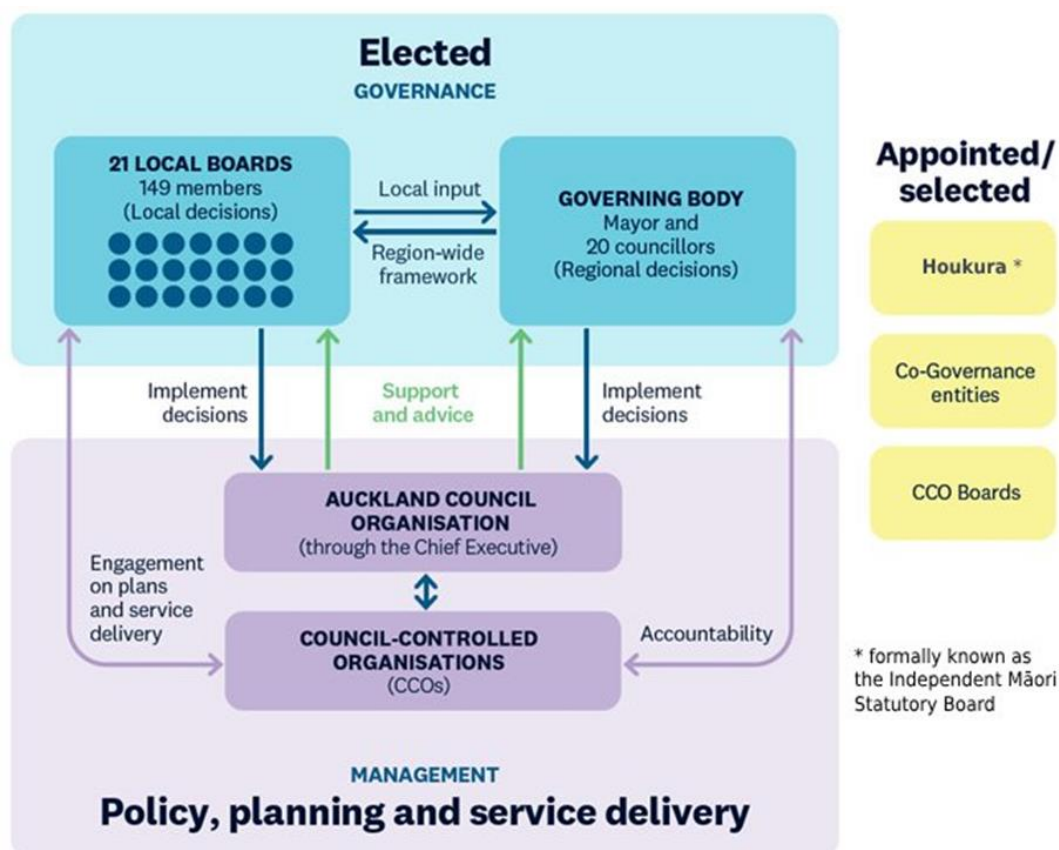 Elected
GOVERNANCE
21 LOCAL BOARDS
149 members
(Local decisions)
Local input
Region-wide
framework
GOVERNING BODY
Mayor and
20 councillors
(Regional decisions)
Implement
decisions
Support
and advice
Implement
decisions
AUCKLAND COUNCIL
ORGANISATION
(through the Chief Executive)
Engagement
on plans
and service
delivery
COUNCIL-CONTROLLED
ORGANISATIONS
(CCOs)
Accountability
MANAGEMENT
Policy, planning and service delivery
Appointed/
selected
Houkura *
Co-Governance
entities
CCO Boards
* formally known as
the Independent Māori
Statutory Board